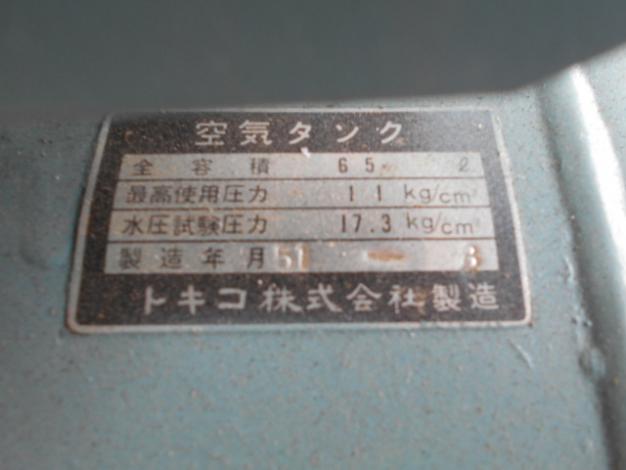 空気タンク
全容積 65 ℓ
最高使用圧力 11 kg/cm²
水圧試験圧力 17.3 kg/cm²
製造年月 51 3
トキコ株式会社製造